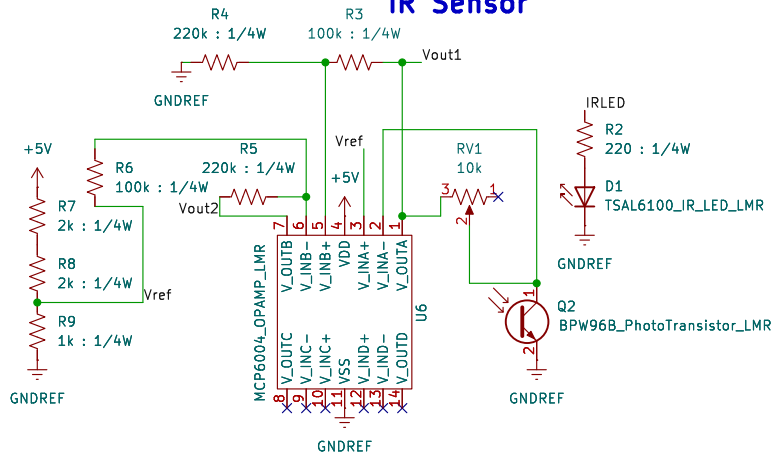 IR Sensor
R4
220k : 1/4W
R3
100k : 1/4W
Vout1
GNDREF
IRLED
R2
220 : 1/4W
+5V
R6
100k : 1/4W
R5
220k : 1/4W
Vref
RV1
10k
+5V
3
1
2
D1
TSAL6100_IR_LED_LMR
R7
2k : 1/4W
Vout2
7
6
5
4
3
2
1
V_OUTB
V_INB-
V_INB+
VDD
V_INA+
V_INA-
V_OUTA
GNDREF
R8
2k : 1/4W
Vref
MCP6004_OPAMP_LMR
U6
1
Q2
BPW96B_PhotoTransistor_LMR
2
R9
1k : 1/4W
V_OUTC
V_INC-
V_INC+
VSS
V_IND+
V_IND-
V_OUTD
8
9
10
11
12
13
14
GNDREF
GNDREF
GNDREF